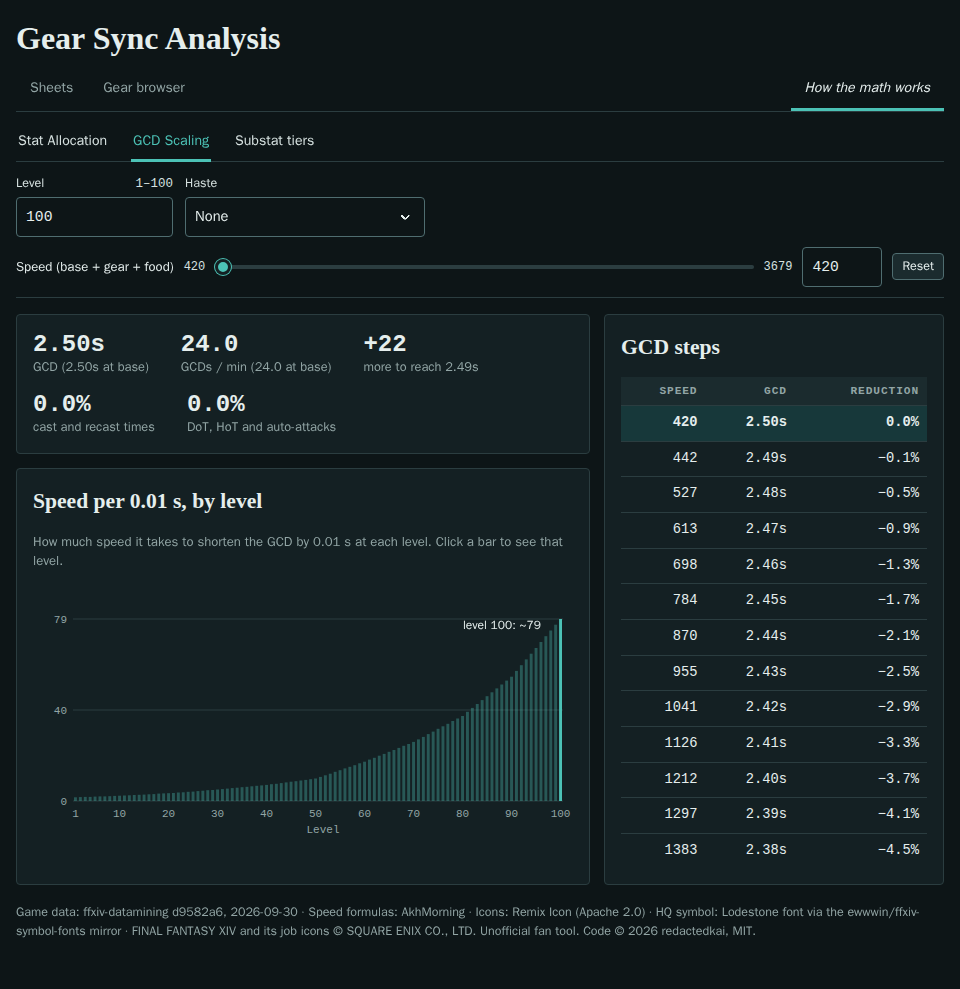 Gear Sync Analysis
Sheets Gear browser How the math works
Stat Allocation GCD Scaling Substat tiers
Level 1–100 Haste
100 None
Speed (base + gear + food) 420 3679 420 Reset
2.50s 24.0 +22
GCD (2.50s at base) GCDs / min (24.0 at base) more to reach 2.49s
0.0% 0.0%
cast and recast times DoT, HoT and auto-attacks
Speed per 0.01 s, by level
How much speed it takes to shorten the GCD by 0.01 s at each level. Click a bar to see that
level.
79
level 100: ~79
40
0
1 10 20 30 40 50 60 70 80 90 100
Level
GCD steps
SPEED GCD REDUCTION
420 2.50s 0.0%
442 2.49s −0.1%
527 2.48s −0.5%
613 2.47s −0.9%
698 2.46s −1.3%
784 2.45s −1.7%
870 2.44s −2.1%
955 2.43s −2.5%
1041 2.42s −2.9%
1126 2.41s −3.3%
1212 2.40s −3.7%
1297 2.39s −4.1%
1383 2.38s −4.5%
Game data: ffxiv-datamining d9582a6, 2026-09-30 · Speed formulas: AkhMorning · Icons: Remix Icon (Apache 2.0) · HQ symbol: Lodestone font via the ewwwin/ffxiv-
symbol-fonts mirror · FINAL FANTASY XIV and its job icons © SQUARE ENIX CO., LTD. Unofficial fan tool. Code © 2026 redactedkai, MIT.